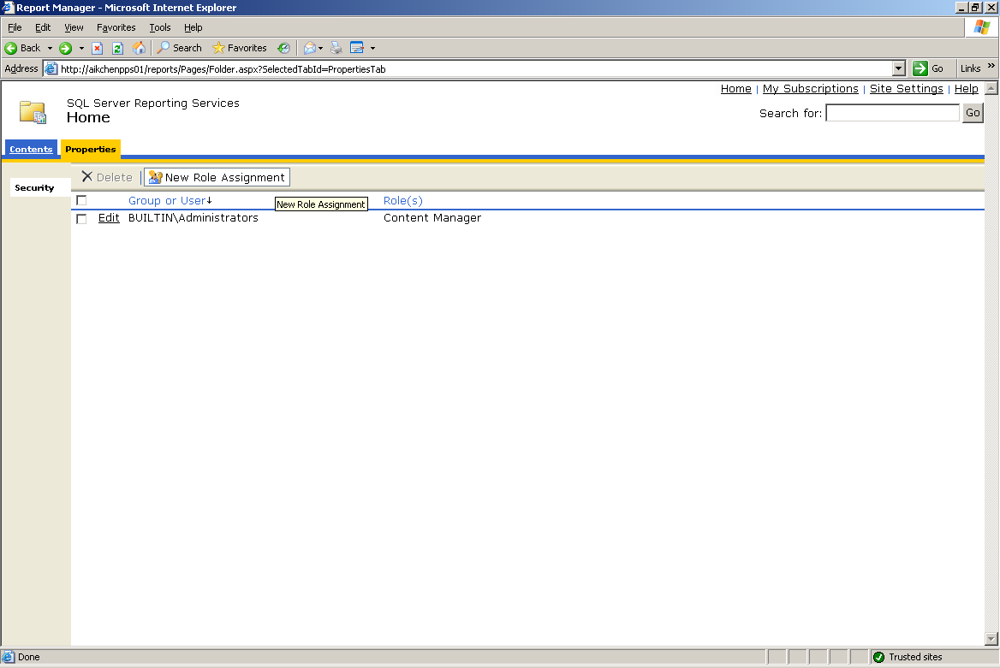 Report Manager - Microsoft Internet Explorer
File Edit View Favorites Tools Help
Back Search Favorites
Address http://aikchenpps01/reports/Pages/Folder.aspx?SelectedTabId=PropertiesTab Go Links »
Home | My Subscriptions | Site Settings | Help
SQL Server Reporting Services
Home
Search for: Go
Contents Properties
Delete | New Role Assignment
Security
Group or User↓ Role(s)
New Role Assignment
Edit BUILTIN\Administrators Content Manager
Done Trusted sites